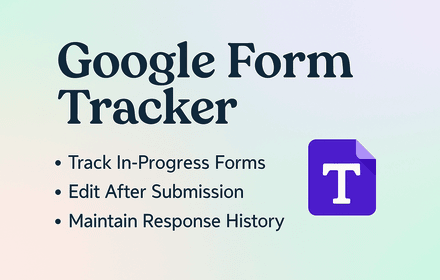 Google Form
Tracker
• Track In-Progress Forms
• Edit After Submission
• Maintain Response History
T